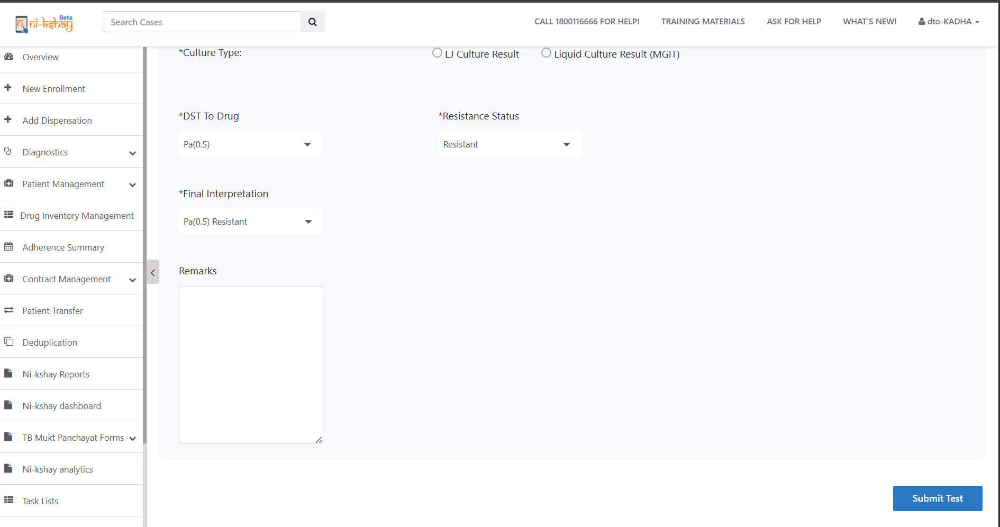 Beta
ni-kshay
Search Cases
CALL 1800116666 FOR HELP!
TRAINING MATERIALS
ASK FOR HELP
WHAT'S NEW!
dto-KADHA
Overview
New Enrollment
Add Dispensation
Diagnostics
Patient Management
Drug Inventory Management
Adherence Summary
Contract Management
Patient Transfer
Deduplication
Ni-kshay Reports
Ni-kshay dashboard
TB Mukt Panchayat Forms
Ni-kshay analytics
Task Lists
*Culture Type:
LJ Culture Result
Liquid Culture Result (MGIT)
*DST To Drug
*Resistance Status
Pa(0.5)
Resistant
*Final Interpretation
Pa(0.5) Resistant
Remarks
Submit Test